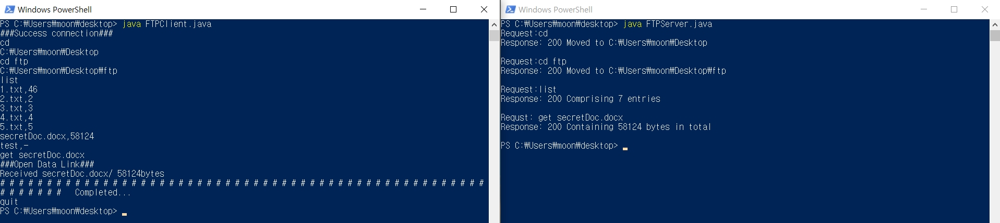 Windows PowerShell
PS C:₩Users₩moon₩desktop> java FTPClient.java
###Success connection###
cd
C:₩Users₩moon₩Desktop
cd ftp
C:₩Users₩moon₩Desktop₩ftp
list
1.txt,46
2.txt,2
3.txt,3
4.txt,4
5.txt,5
secretDoc.docx,58124
test,-
get secretDoc.docx
###Open Data Link###
Received secretDoc.docx/ 58124bytes
# # # # # # # # # # # # # # # # # # # # # # # # # # # # # # # # # # # # # # # # # # # # # # # # # # # #
# # # # # # #   Completed...
quit
PS C:₩Users₩moon₩desktop>
Windows PowerShell
PS C:₩Users₩moon₩desktop> java FTPServer.java
Request:cd
Response: 200 Moved to C:₩Users₩moon₩Desktop
Request:cd ftp
Response: 200 Moved to C:₩Users₩moon₩Desktop₩ftp
Request:list
Response: 200 Comprising 7 entries
Requst: get secretDoc.docx
Response: 200 Containing 58124 bytes in total
PS C:₩Users₩moon₩desktop>